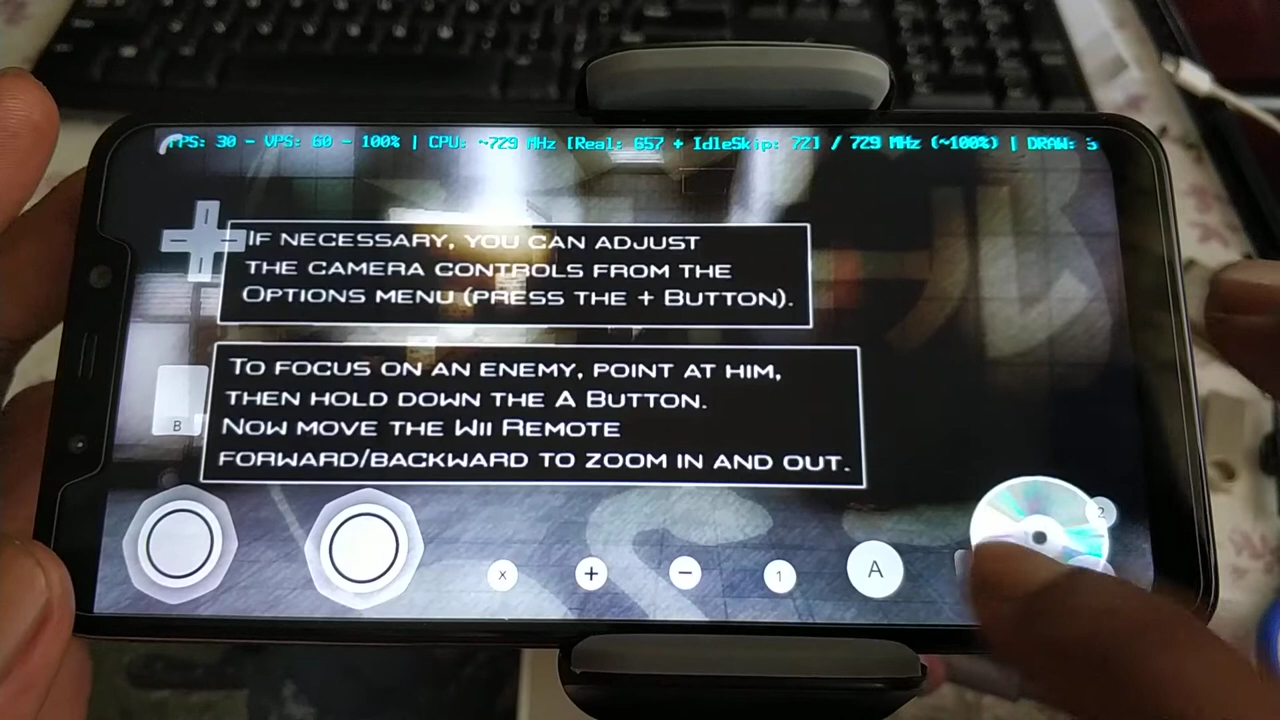 FPS: 30 - VPS: 60 - 100% | CPU: ~729 MHz [Real: 657 + IdleSkip: 72] / 729 MHz (~100%) | DRAW: 3
IF NECESSARY, YOU CAN ADJUST
THE CAMERA CONTROLS FROM THE
OPTIONS MENU (PRESS THE + BUTTON).
TO FOCUS ON AN ENEMY, POINT AT HIM,
THEN HOLD DOWN THE A BUTTON.
NOW MOVE THE WII REMOTE
FORWARD/BACKWARD TO ZOOM IN AND OUT.
B
2
X
+
-
1
A